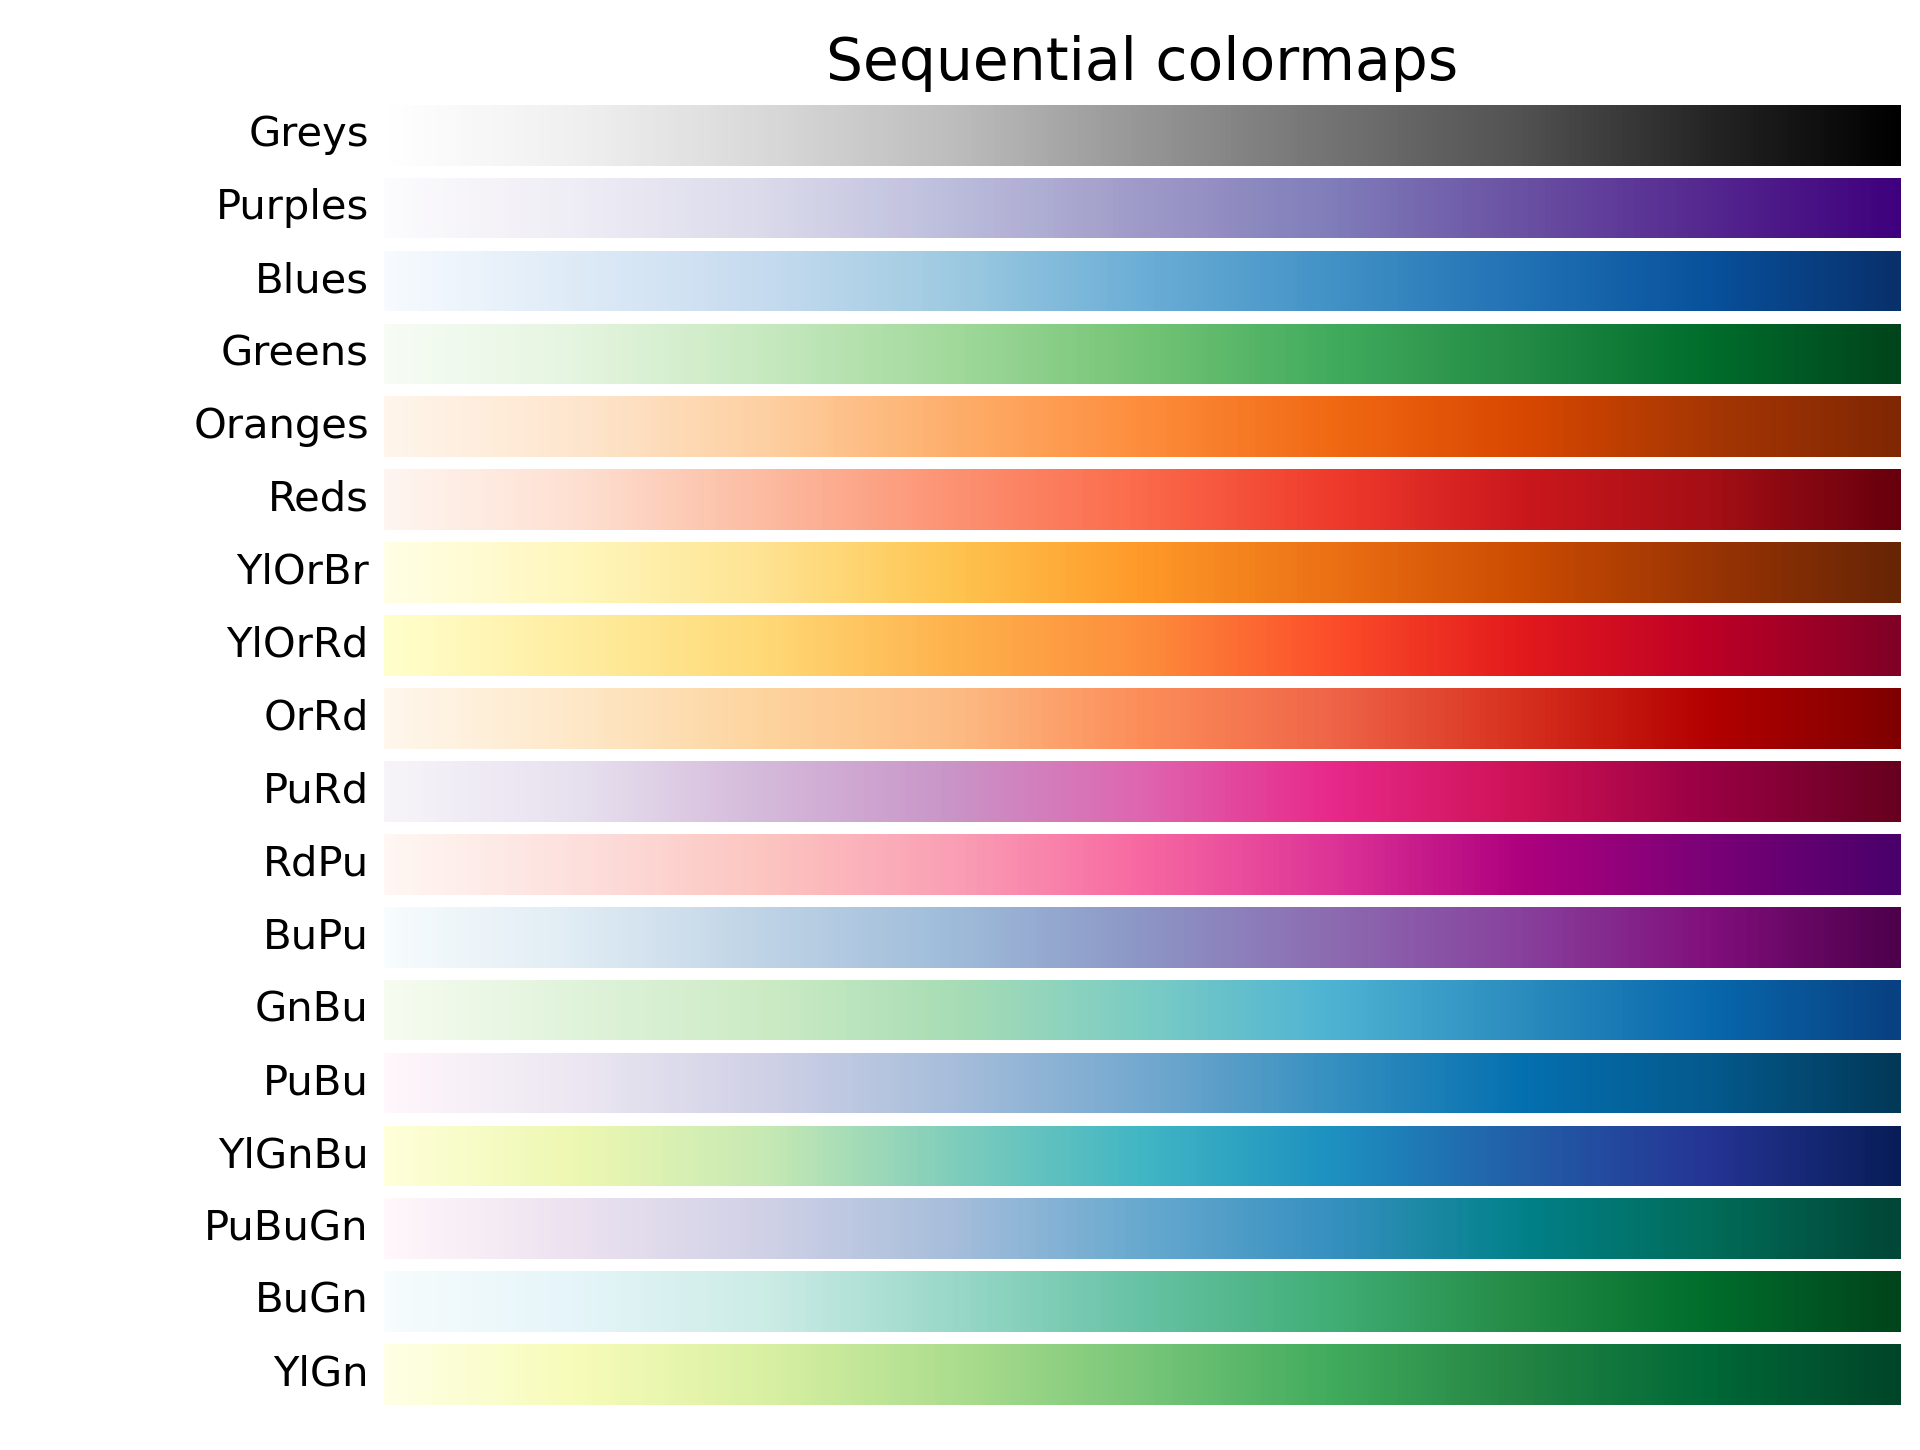 Sequential colormaps
Greys
Purples
Blues
Greens
Oranges
Reds
YlOrBr
YlOrRd
OrRd
PuRd
RdPu
BuPu
GnBu
PuBu
YlGnBu
PuBuGn
BuGn
YlGn